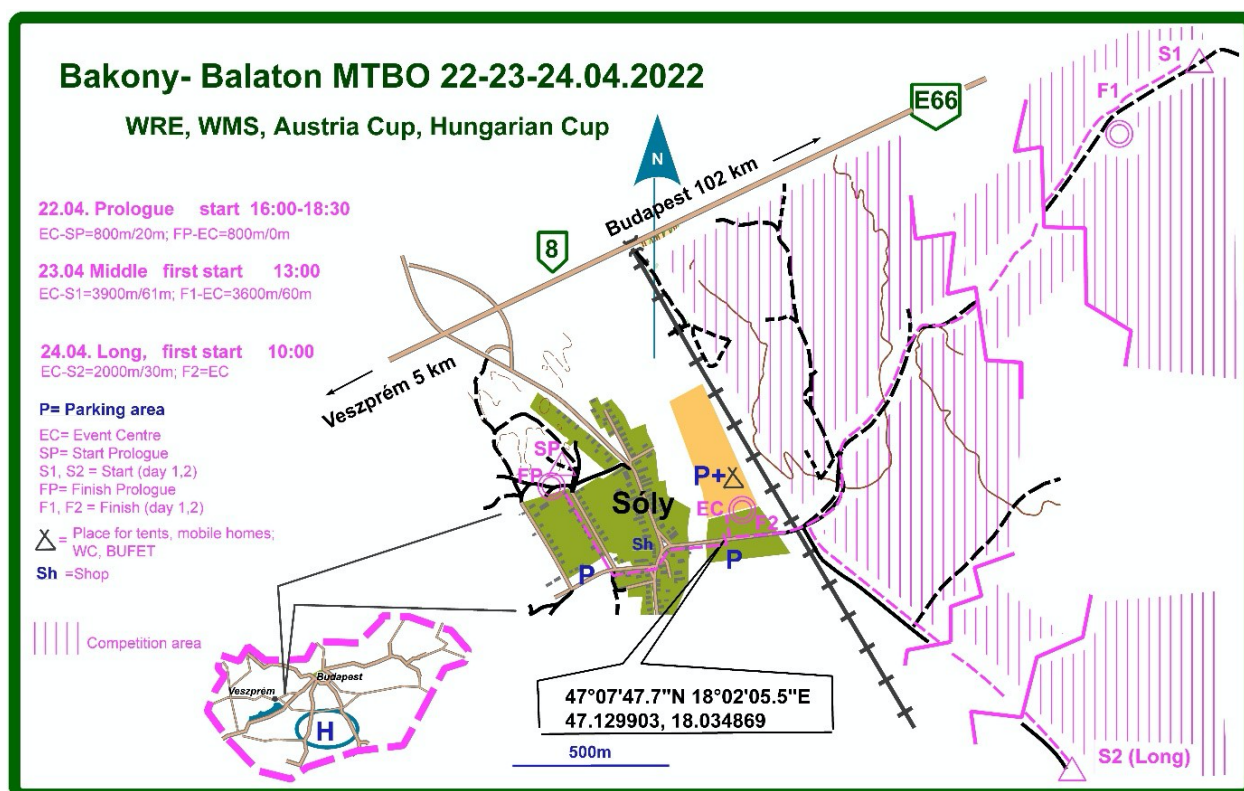 Bakony- Balaton MTBO 22-23-24.04.2022
WRE, WMS, Austria Cup, Hungarian Cup
22.04. Prologue start 16:00-18:30
EC-SP=800m/20m; FP-EC=800m/0m
23.04 Middle first start 13:00
EC-S1=3900m/61m; F1-EC=3600m/60m
24.04. Long, first start 10:00
EC-S2=2000m/30m; F2=EC
P= Parking area
EC= Event Centre
SP= Start Prologue
S1, S2 = Start (day 1,2)
FP= Finish Prologue
F1, F2 = Finish (day 1,2)
= Place for tents, mobile homes;
WC, BUFET
Sh =Shop
Competition area
Veszprém
Budapest
H
N
E66
8
Budapest 102 km
Veszprém 5 km
S1
F1
SP
FP
P+
EC
F2
Sóly
Sh
P
P
47°07'47.7"N 18°02'05.5"E
47.129903, 18.034869
500m
S2 (Long)